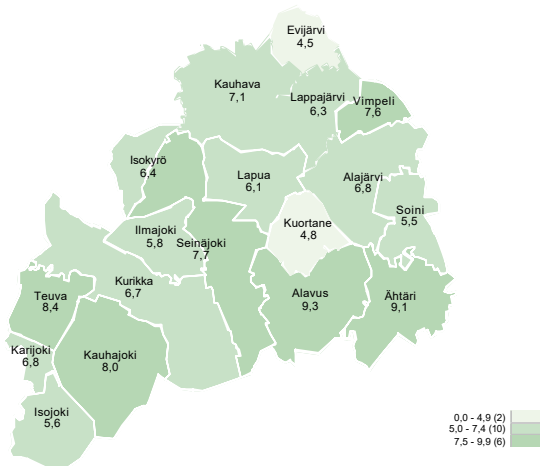 Evijärvi
4,5
Kauhava
7,1
Lappajärvi
6,3
Vimpeli
7,6
Isokyrö
6,4
Lapua
6,1
Alajärvi
6,8
Soini
5,5
Kuortane
4,8
Ilmajoki
5,8
Seinäjoki
7,7
Kurikka
6,7
Teuva
8,4
Alavus
9,3
Ähtäri
9,1
Karijoki
6,8
Kauhajoki
8,0
Isojoki
5,6
0,0 - 4,9 (2)
5,0 - 7,4 (10)
7,5 - 9,9 (6)